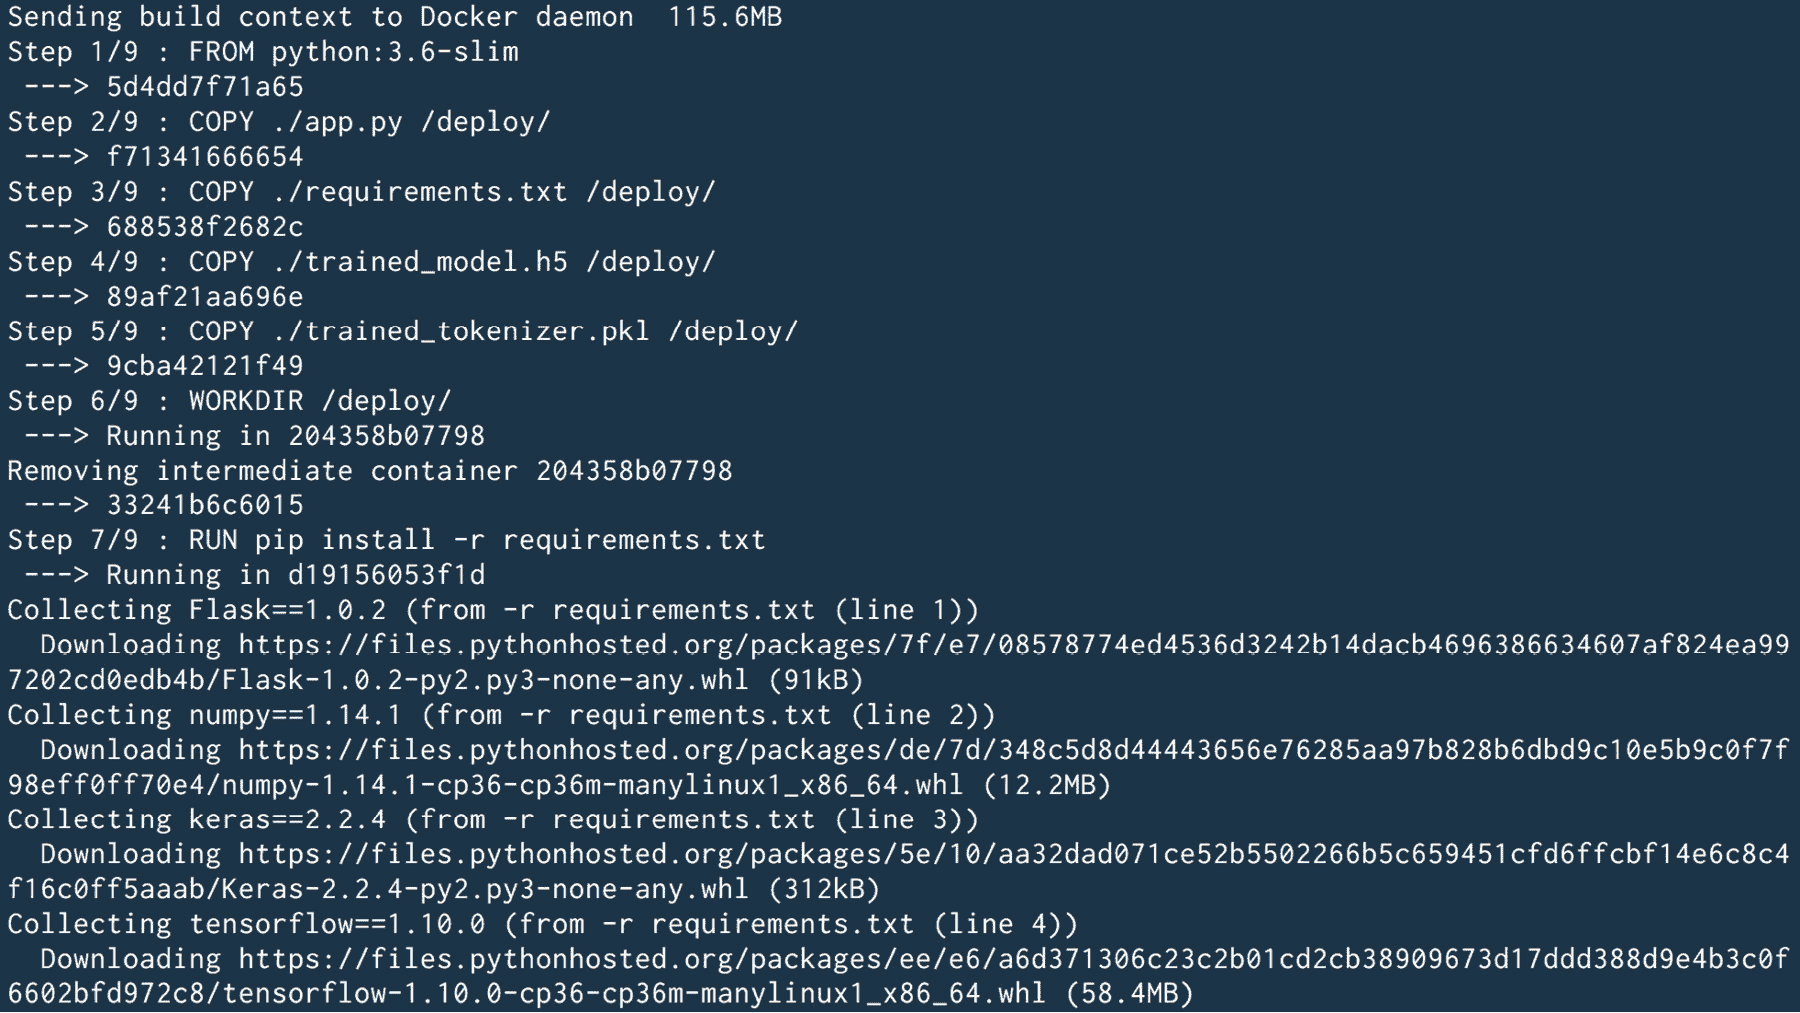 Sending build context to Docker daemon  115.6MB
Step 1/9 : FROM python:3.6-slim
 ---> 5d4dd7f71a65
Step 2/9 : COPY ./app.py /deploy/
 ---> f71341666654
Step 3/9 : COPY ./requirements.txt /deploy/
 ---> 688538f2682c
Step 4/9 : COPY ./trained_model.h5 /deploy/
 ---> 89af21aa696e
Step 5/9 : COPY ./trained_tokenizer.pkl /deploy/
 ---> 9cba42121f49
Step 6/9 : WORKDIR /deploy/
 ---> Running in 204358b07798
Removing intermediate container 204358b07798
 ---> 33241b6c6015
Step 7/9 : RUN pip install -r requirements.txt
 ---> Running in d19156053f1d
Collecting Flask==1.0.2 (from -r requirements.txt (line 1))
  Downloading https://files.pythonhosted.org/packages/7f/e7/08578774ed4536d3242b14dacb4696386634607af824ea99
7202cd0edb4b/Flask-1.0.2-py2.py3-none-any.whl (91kB)
Collecting numpy==1.14.1 (from -r requirements.txt (line 2))
  Downloading https://files.pythonhosted.org/packages/de/7d/348c5d8d44443656e76285aa97b828b6dbd9c10e5b9c0f7f
98eff0ff70e4/numpy-1.14.1-cp36-cp36m-manylinux1_x86_64.whl (12.2MB)
Collecting keras==2.2.4 (from -r requirements.txt (line 3))
  Downloading https://files.pythonhosted.org/packages/5e/10/aa32dad071ce52b5502266b5c659451cfd6ffcbf14e6c8c4
f16c0ff5aaab/Keras-2.2.4-py2.py3-none-any.whl (312kB)
Collecting tensorflow==1.10.0 (from -r requirements.txt (line 4))
  Downloading https://files.pythonhosted.org/packages/ee/e6/a6d371306c23c2b01cd2cb38909673d17ddd388d9e4b3c0f
6602bfd972c8/tensorflow-1.10.0-cp36-cp36m-manylinux1_x86_64.whl (58.4MB)